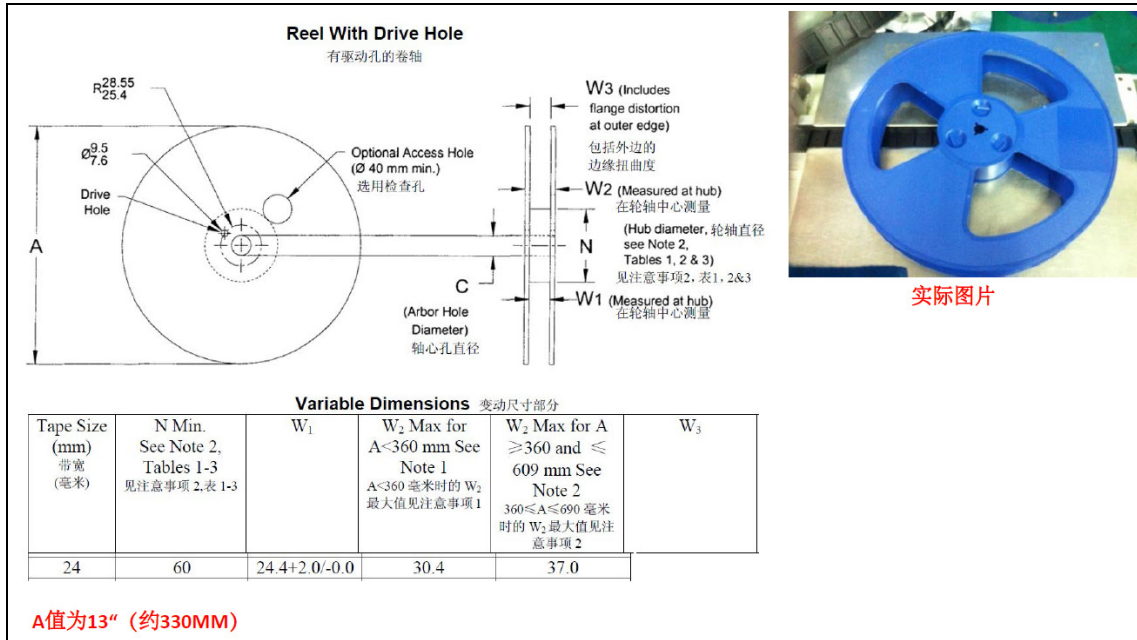 Reel With Drive Hole
有驱动孔的卷轴
R28.55
25.4
Ø9.5
7.6
Drive
Hole
A
Optional Access Hole
(Ø 40 mm min.)
选用检查孔
C
(Arbor Hole
Diameter)
轴心孔直径
W3 (Includes
flange distortion
at outer edge)
包括外边的
边缘扭曲度
W2 (Measured at hub)
在轮轴中心测量
N
(Hub diameter, 轮轴直径
see Note 2,
Tables 1, 2 & 3)
见注意事项2、表1, 2&3
W1 (Measured at hub)
在轮轴中心测量
实际图片
Variable Dimensions 变动尺寸部分
Tape Size
(mm)
带宽
(毫米)
N Min.
See Note 2,
Tables 1-3
见注意事项 2,表 1-3
W1
W2 Max for
A<360 mm See
Note 1
A<360 毫米时的 W2
最大值见注意事项 1
W2 Max for A
≥360 and ≤
609 mm See
Note 2
360≤A≤690 毫米
时的 W2 最大值见注
意事项 2
W3
24 60 24.4+2.0/-0.0 30.4 37.0
A值为13“（约330MM）